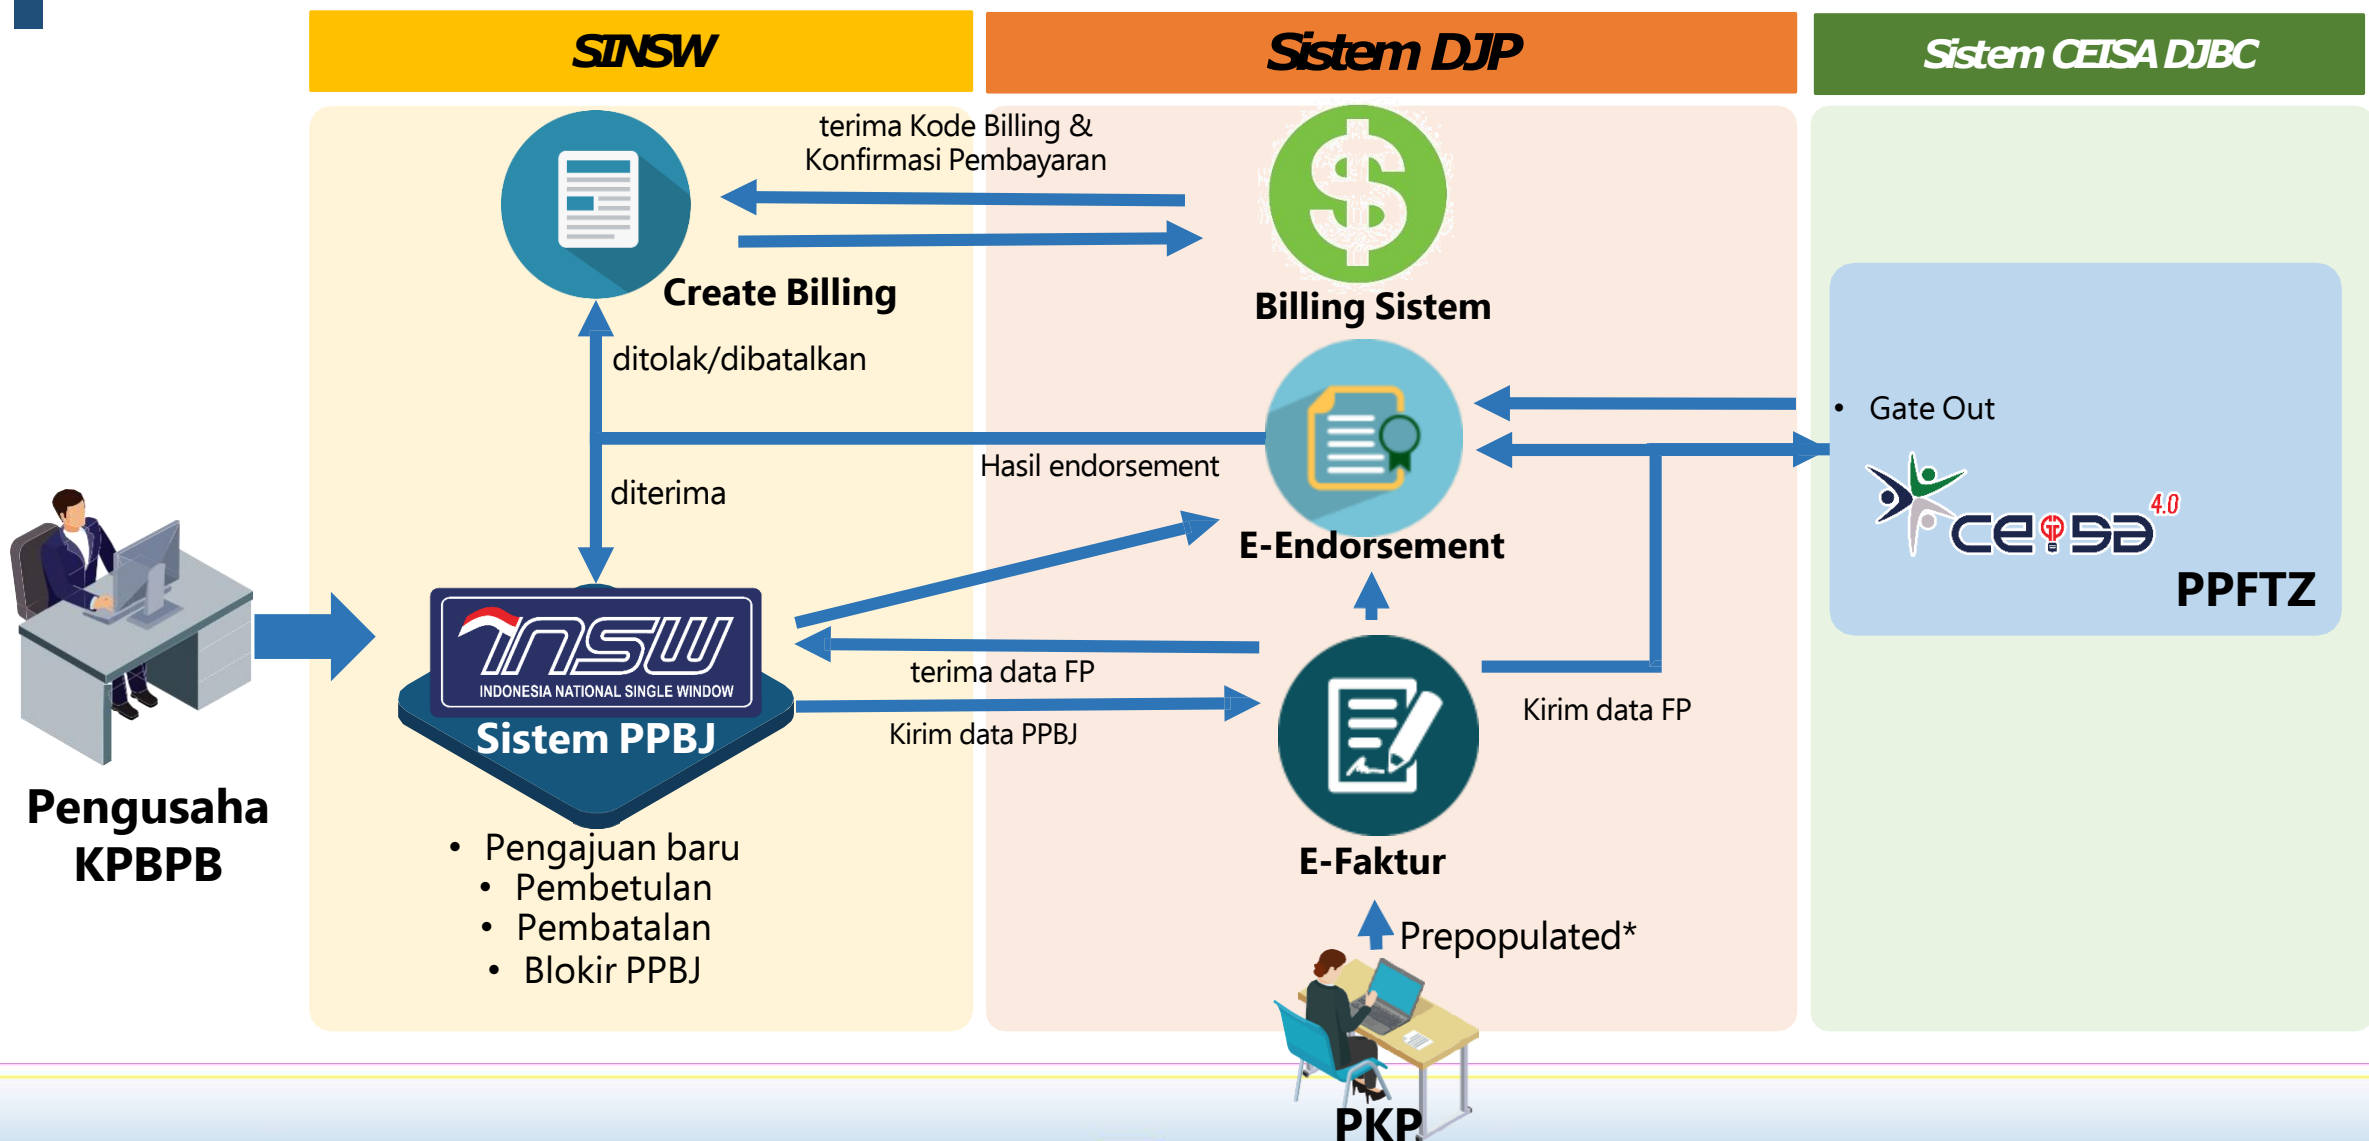 SINSW
Sistem DJP
Sistem CEISA DJBC
terima Kode Billing &
Konfirmasi Pembayaran
Create Billing
Billing Sistem
ditolak/dibatalkan
Hasil endorsement
diterima
E-Endorsement
• Gate Out
CEISA 4.0
PPFTZ
INSW
INDONESIA NATIONAL SINGLE WINDOW
Sistem PPBJ
terima data FP
Kirim data PPBJ
Kirim data FP
Pengusaha
KPBPB
• Pengajuan baru
• Pembetulan
• Pembatalan
• Blokir PPBJ
E-Faktur
Prepopulated*
PKP